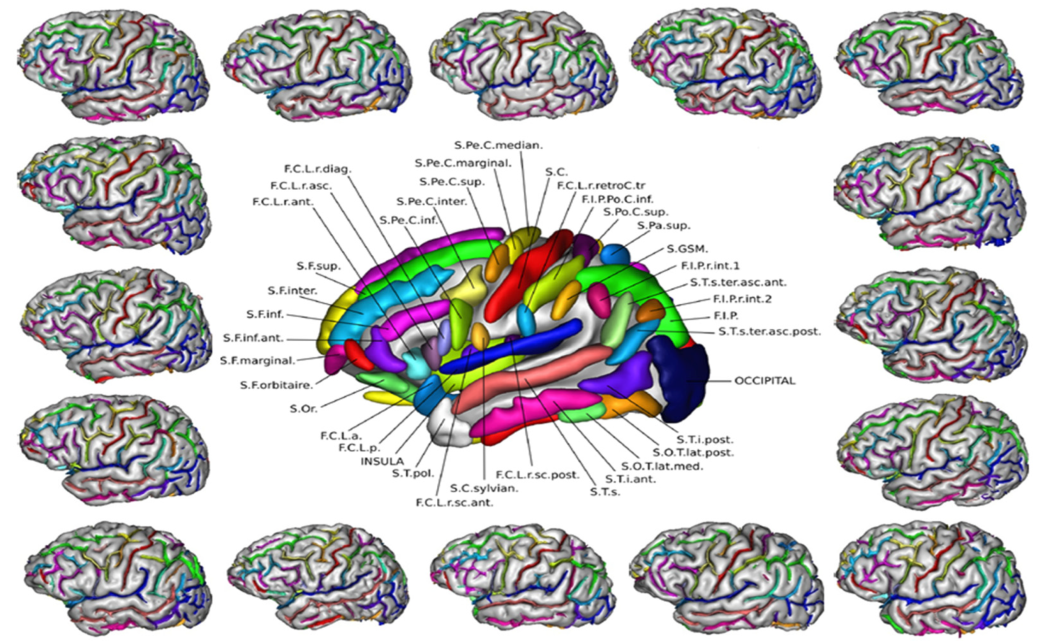 S.Pe.C.median.
S.Pe.C.marginal.
S.Pe.C.sup.
S.Pe.C.inter.
S.Pe.C.inf.
F.C.L.r.diag.
F.C.L.r.asc.
F.C.L.r.ant.
S.F.sup.
S.F.inter.
S.F.inf.
S.F.inf.ant.
S.F.marginal.
S.F.orbitaire.
S.Or.
F.C.L.a.
F.C.L.p.
INSULA
S.T.pol.
F.C.L.r.sc.ant.
S.C.sylvian.
F.C.L.r.sc.post.
S.C.
F.C.L.r.retroC.tr
F.I.P.Po.C.inf.
S.Po.C.sup.
S.Pa.sup.
S.GSM.
F.I.P.r.int.1
S.T.s.ter.asc.ant.
F.I.P.r.int.2
F.I.P.
S.T.s.ter.asc.post.
OCCIPITAL
S.T.i.post.
S.O.T.lat.post.
S.O.T.lat.med.
S.T.i.ant.
S.T.s.